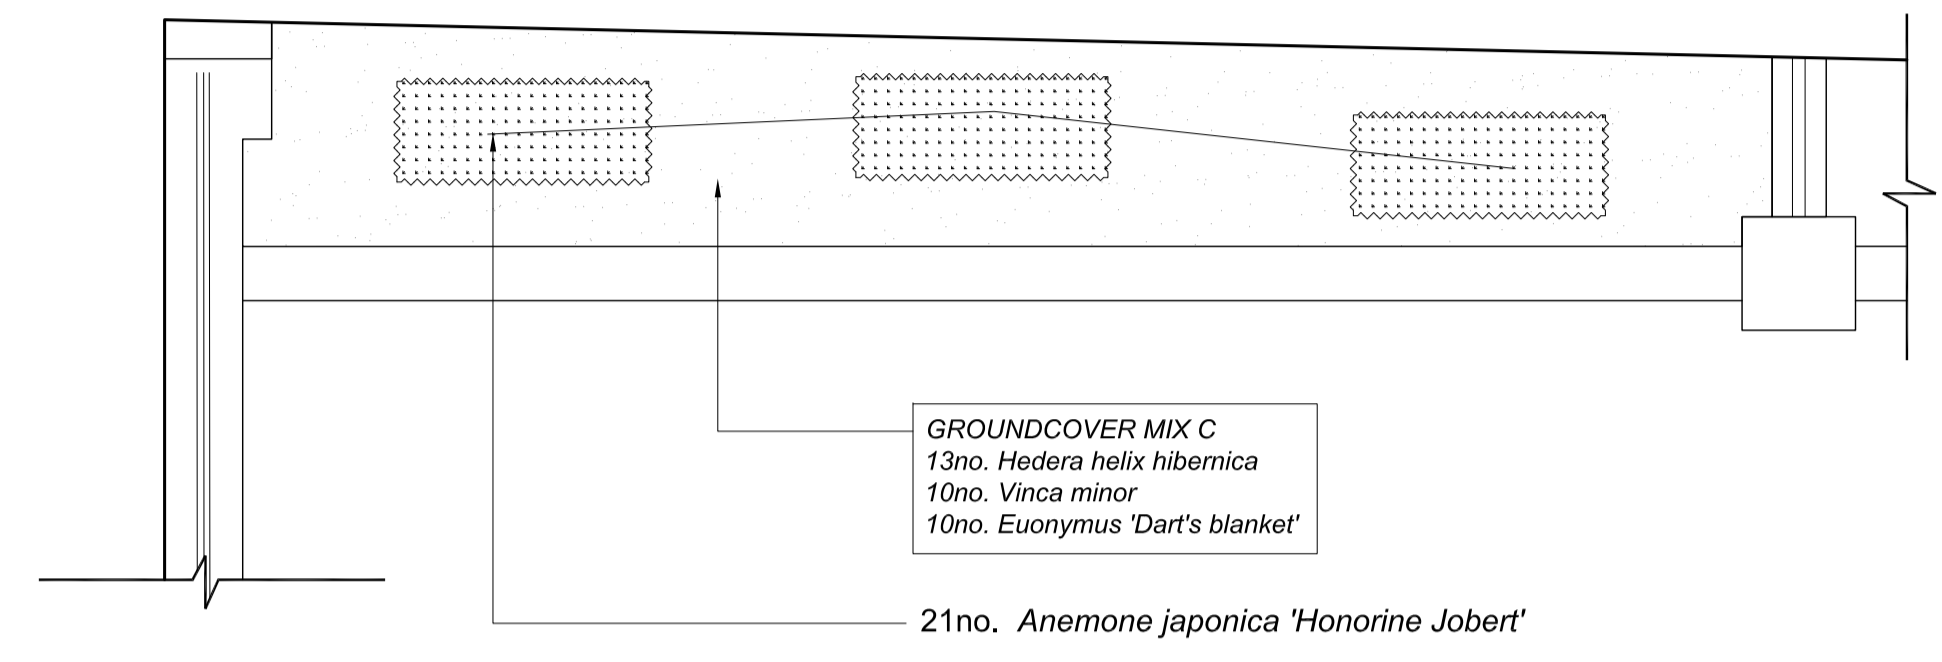 GROUNDCOVER MIX C
13no. Hedera helix hibernica
10no. Vinca minor
10no. Euonymus 'Dart's blanket'
21no. Anemone japonica 'Honorine Jobert'